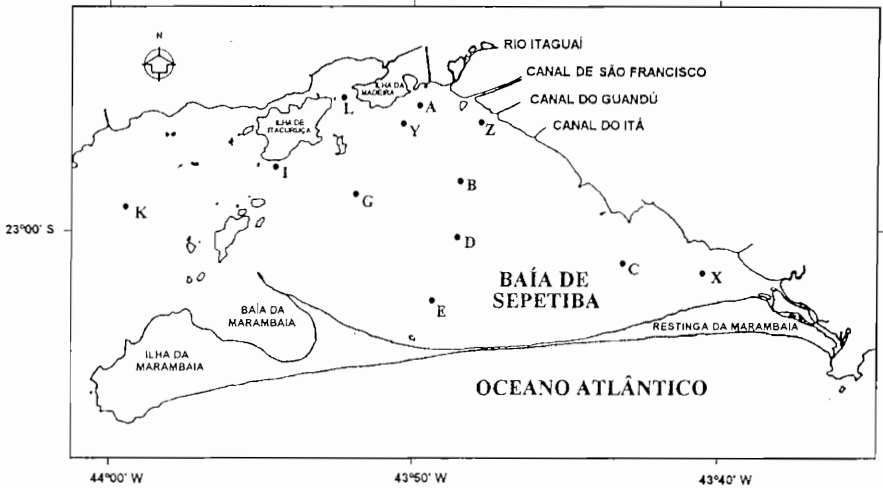 N
RIO ITAGUAÍ
CANAL DE SÃO FRANCISCO
CANAL DO GUANDÚ
CANAL DO ITÁ
ILHA DA
MADEIRA
ILHA DE
ITACURUÇA
L
A
Y
Z
I
B
G
K
23°00' S
D
C
X
E
BAÍA DE
SEPETIBA
BAÍA DA
MARAMBAIA
RESTINGA DA MARAMBAIA
ILHA DA
MARAMBAIA
OCEANO ATLÂNTICO
44°00' W
43°50' W
43°40' W